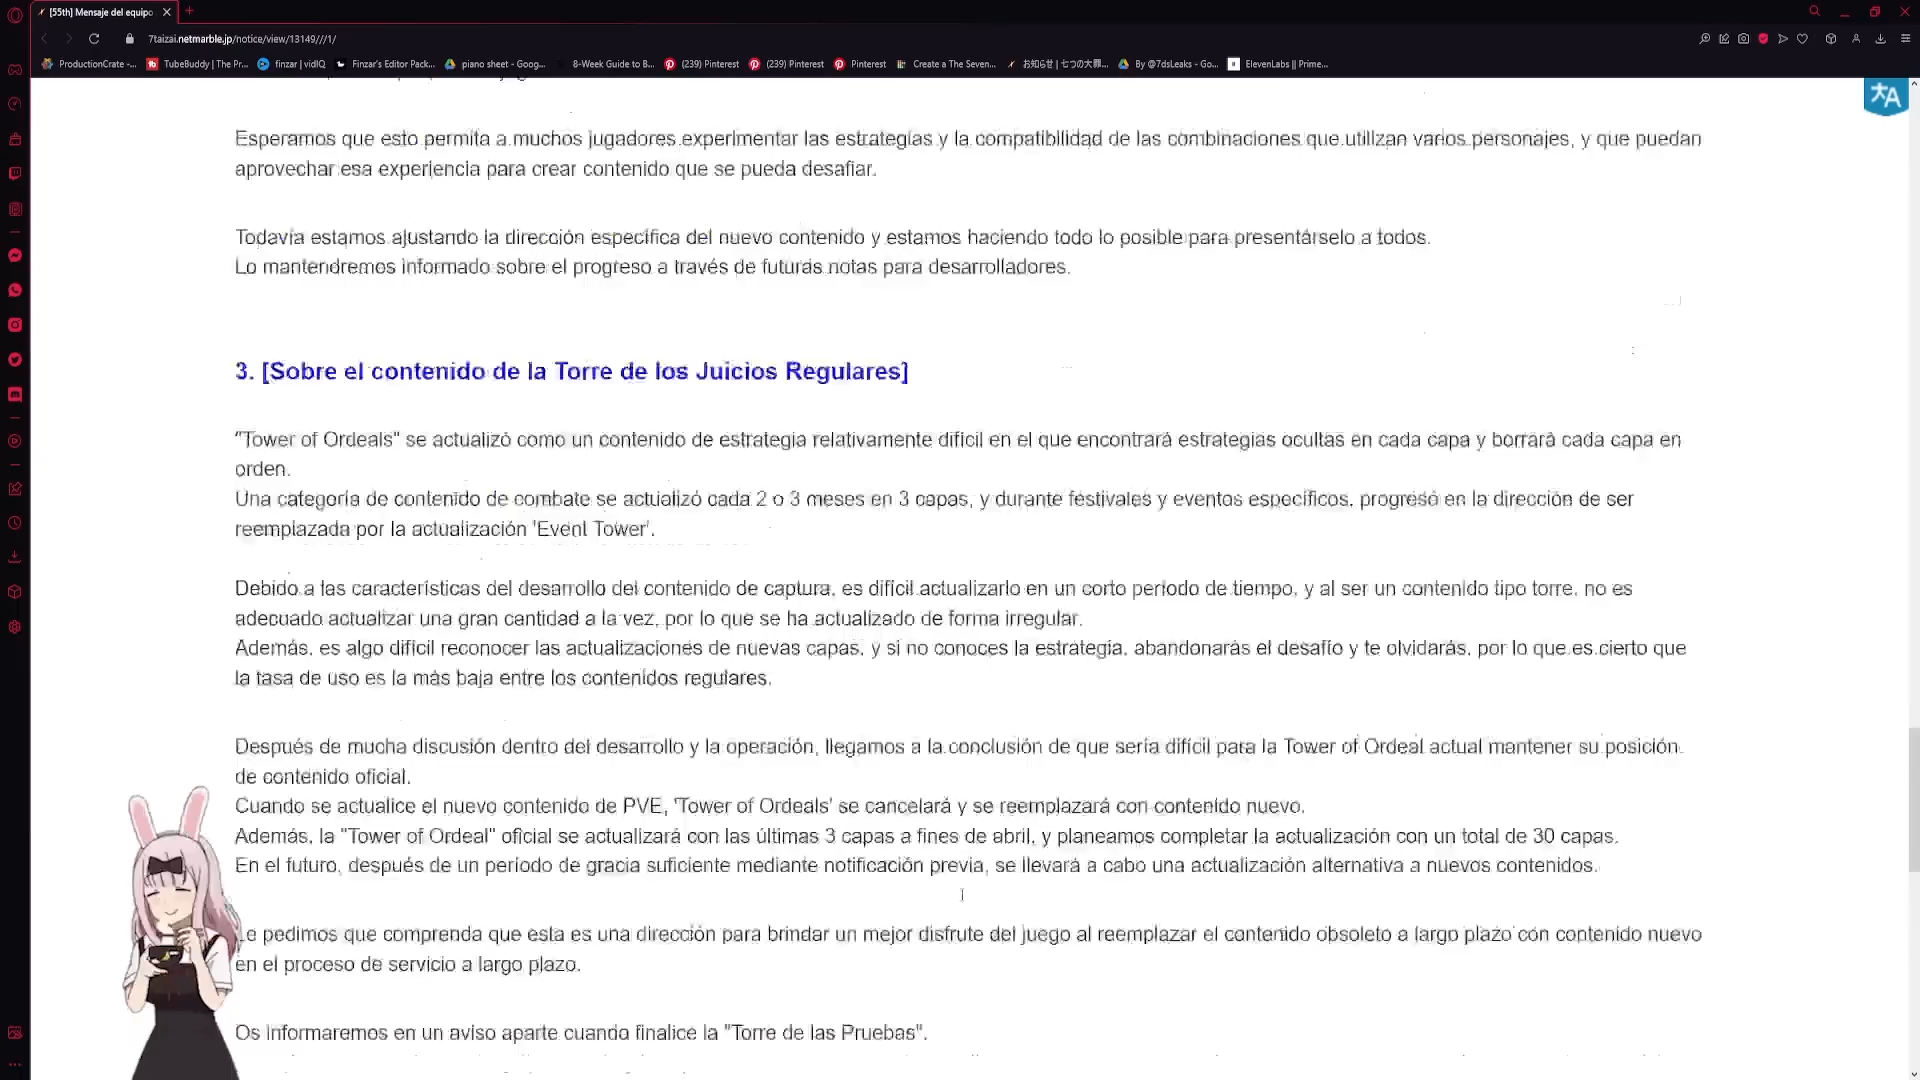 [55th] Mensaje del equipo
7taizai.netmarble.jp/notice/view/13149///1/
ProductionCrate -...
TubeBuddy | The Pr...
finzar | vidIQ
Finzar's Editor Pack...
piano sheet - Goog...
8-Week Guide to B...
(239) Pinterest
(239) Pinterest
Pinterest
Create a The Seven...
お知らせ | 七つの大罪...
By @7dsLeaks - Go...
ElevenLabs || Prime...
Esperamos que esto permita a muchos jugadores experimentar las estrategias y la compatibilidad de las combinaciones que utilizan varios personajes, y que puedan
aprovechar esa experiencia para crear contenido que se pueda desafiar.
Todavía estamos ajustando la dirección específica del nuevo contenido y estamos haciendo todo lo posible para presentárselo a todos.
Lo mantendremos informado sobre el progreso a través de futuras notas para desarrolladores.
3. [Sobre el contenido de la Torre de los Juicios Regulares]
"Tower of Ordeals" se actualizó como un contenido de estrategia relativamente difícil en el que encontrará estrategias ocultas en cada capa y borrará cada capa en
orden.
Una categoría de contenido de combate se actualizó cada 2 o 3 meses en 3 capas, y durante festivales y eventos específicos, progresó en la dirección de ser
reemplazada por la actualización 'Event Tower'.
Debido a las características del desarrollo del contenido de captura, es difícil actualizarlo en un corto período de tiempo, y al ser un contenido tipo torre, no es
adecuado actualizar una gran cantidad a la vez, por lo que se ha actualizado de forma irregular.
Además, es algo difícil reconocer las actualizaciones de nuevas capas, y si no conoces la estrategia, abandonarás el desafío y te olvidarás, por lo que es cierto que
la tasa de uso es la más baja entre los contenidos regulares.
Después de mucha discusión dentro del desarrollo y la operación, llegamos a la conclusión de que sería difícil para la Tower of Ordeal actual mantener su posición
de contenido oficial.
Cuando se actualice el nuevo contenido de PVE, 'Tower of Ordeals' se cancelará y se reemplazará con contenido nuevo.
Además, la "Tower of Ordeal" oficial se actualizará con las últimas 3 capas a fines de abril, y planeamos completar la actualización con un total de 30 capas.
En el futuro, después de un período de gracia suficiente mediante notificación previa, se llevará a cabo una actualización alternativa a nuevos contenidos.
Le pedimos que comprenda que esta es una dirección para brindar un mejor disfrute del juego al reemplazar el contenido obsoleto a largo plazo con contenido nuevo
en el proceso de servicio a largo plazo.
Os informaremos en un aviso aparte cuando finalice la "Torre de las Pruebas".